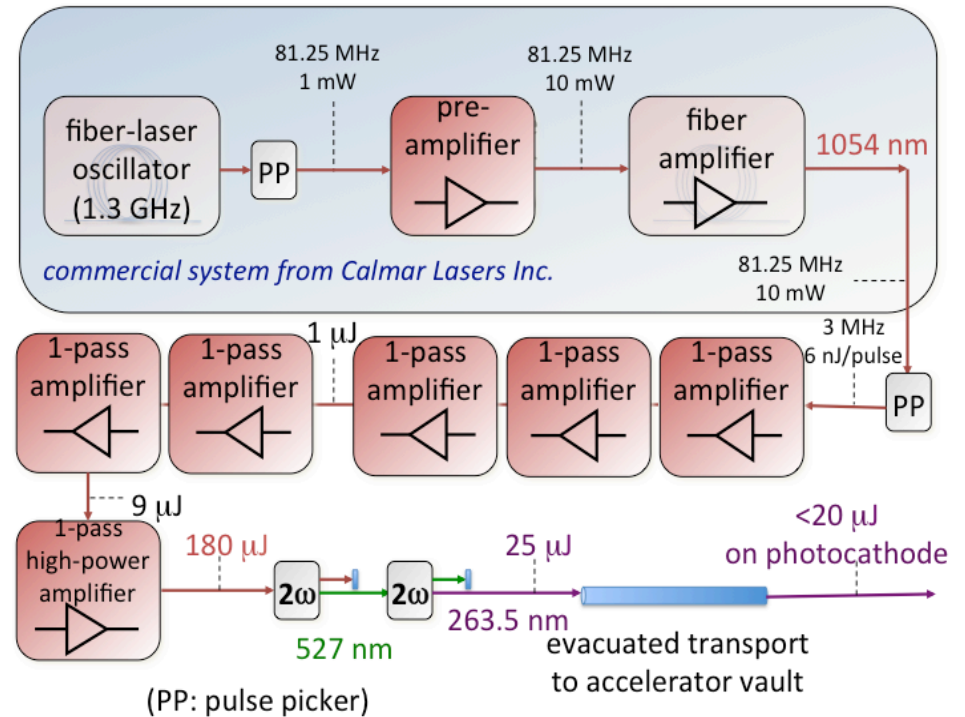 81.25 MHz
1 mW
81.25 MHz
10 mW
fiber-laser
oscillator
(1.3 GHz)
PP
pre-
amplifier
fiber
amplifier
1054 nm
commercial system from Calmar Lasers Inc.
81.25 MHz
10 mW
3 MHz
6 nJ/pulse
PP
1-pass
amplifier
1-pass
amplifier
1 μJ
1-pass
amplifier
1-pass
amplifier
1-pass
amplifier
9 μJ
1-pass
high-power
amplifier
180 μJ
2ω
527 nm
2ω
25 μJ
263.5 nm
<20 μJ
on photocathode
evacuated transport
to accelerator vault
(PP: pulse picker)